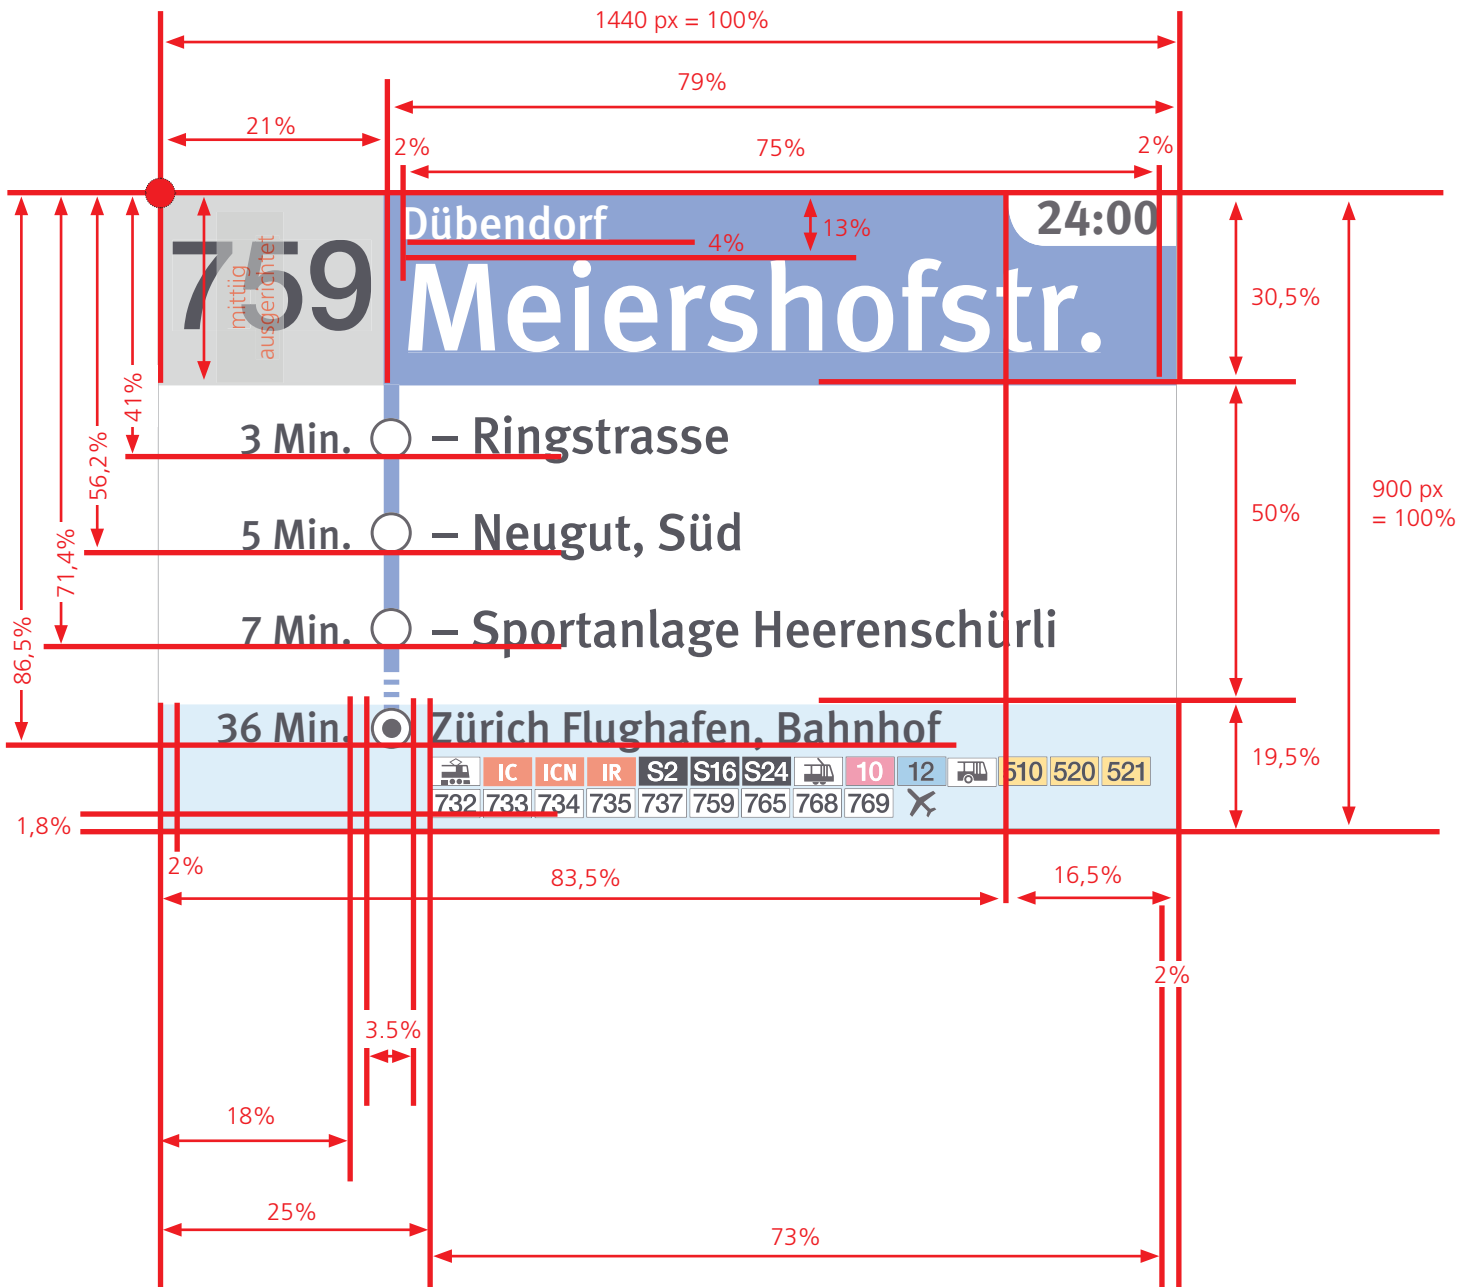 1440 px = 100%
79%
21%
2%
75%
2%
Dübendorf
24:00
13%
4%
759
mittiig
ausgerichtet
Meiershofstr.
30,5%
41%
3 Min.
– Ringstrasse
56,2%
900 px
= 100%
50%
5 Min.
– Neugut, Süd
71,4%
7 Min.
– Sportanlage Heerenschürli
86,5%
36 Min.
Zürich Flughafen, Bahnhof
19,5%
IC ICN IR S2 S16 S24 10 12 510 520 521
732 733 734 735 737 759 765 768 769
1,8%
2%
83,5%
16,5%
2%
3.5%
18%
25%
73%